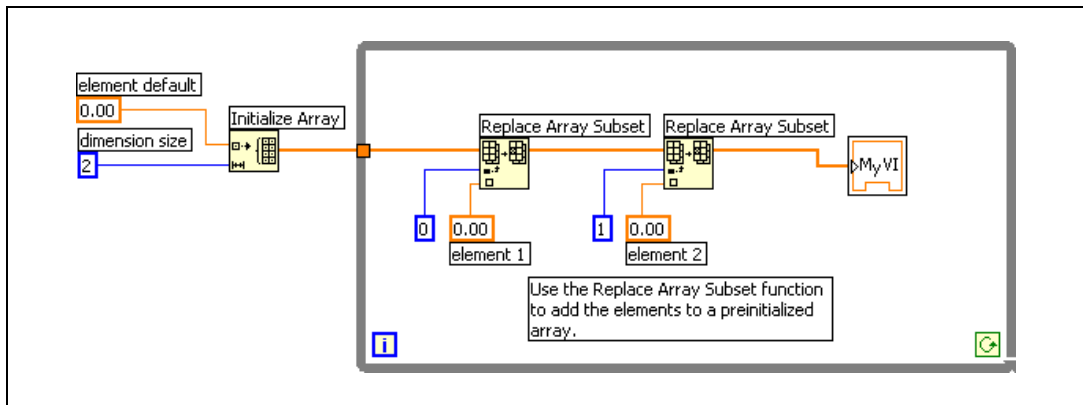 element default
0.00
Initialize Array
dimension size
2
Replace Array Subset
Replace Array Subset
MyVI
0
0.00
1
0.00
element 1
element 2
Use the Replace Array Subset function
to add the elements to a preinitialized
array.
i